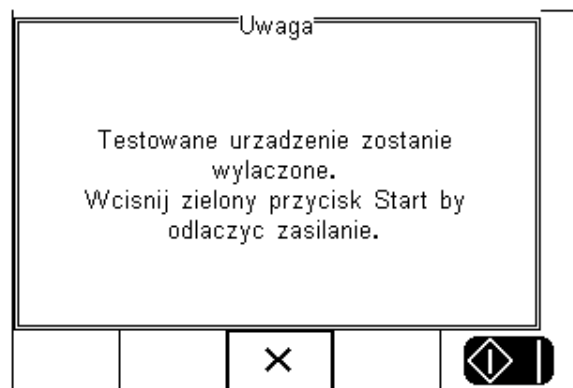 Uwaga
Testowane urzadzenie zostanie
wylaczone.
Wcisnij zielony przycisk Start by
odlaczyc zasilanie.